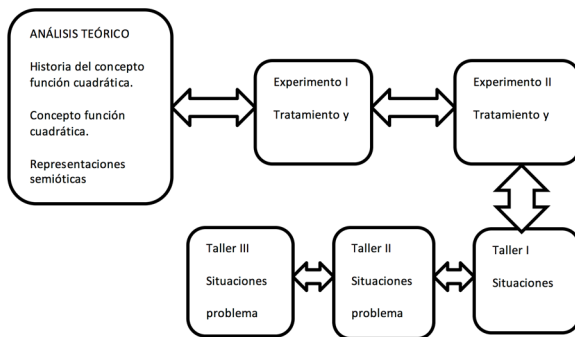 ANÁLISIS TEÓRICO
Historia del concepto
función cuadrática.
Concepto función
cuadrática.
Representaciones
semióticas
Experimento I
Tratamiento y
Experimento II
Tratamiento y
Taller III
Situaciones
problema
Taller II
Situaciones
problema
Taller I
Situaciones